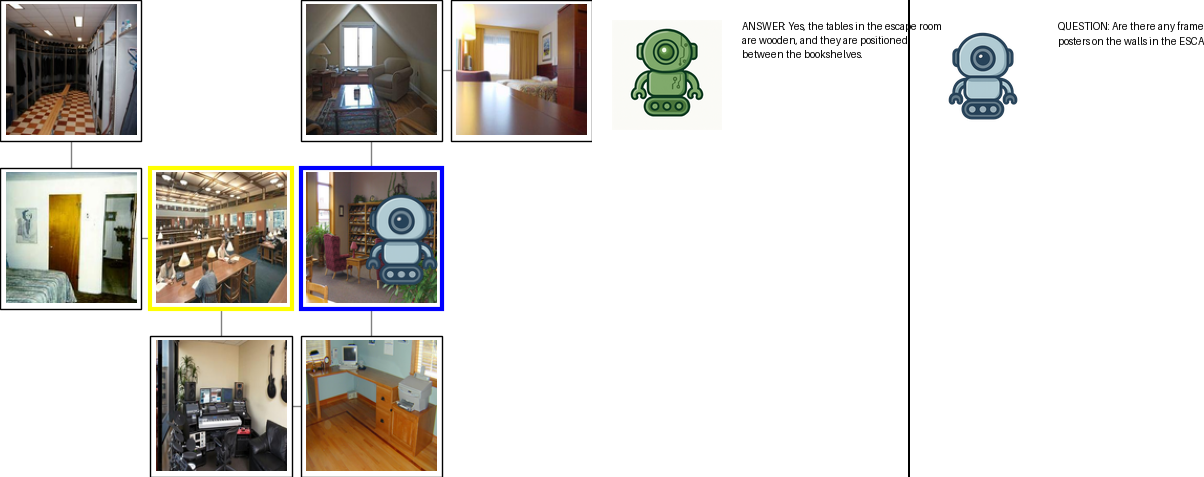 ANSWER: Yes, the tables in the escape room
are wooden, and they are positioned
between the bookshelves.
QUESTION: Are there any frame
posters on the walls in the ESCA